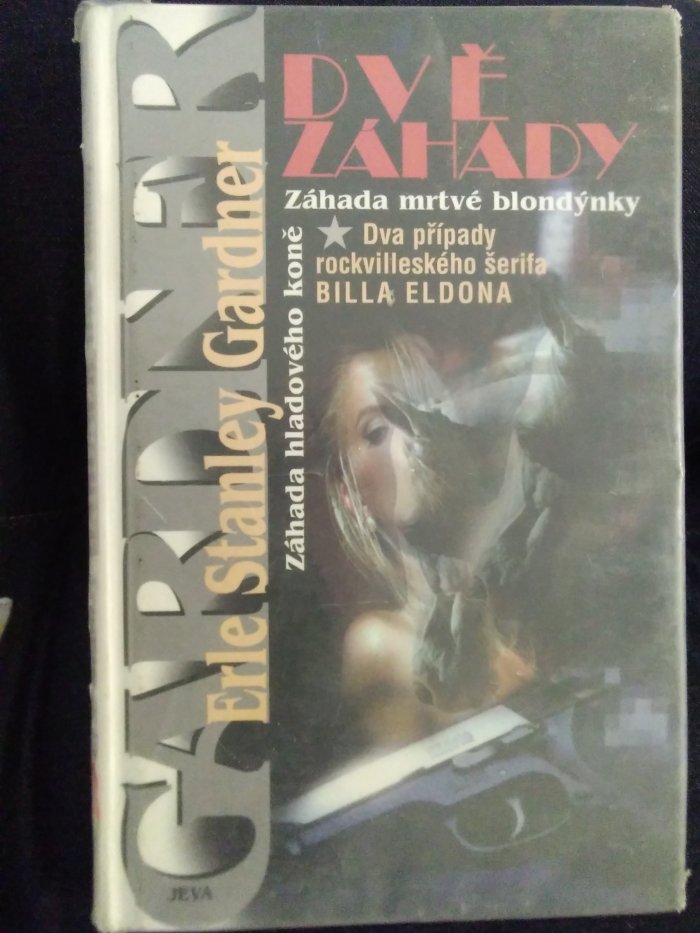 GARDNER
Erle Stanley Gardner
DVĚ
ZÁHADY
Záhada mrtvé blondýnky
Záhada hladového koně
★ Dva případy
rockvilleského šerifa
BILLA ELDONA
JEVA